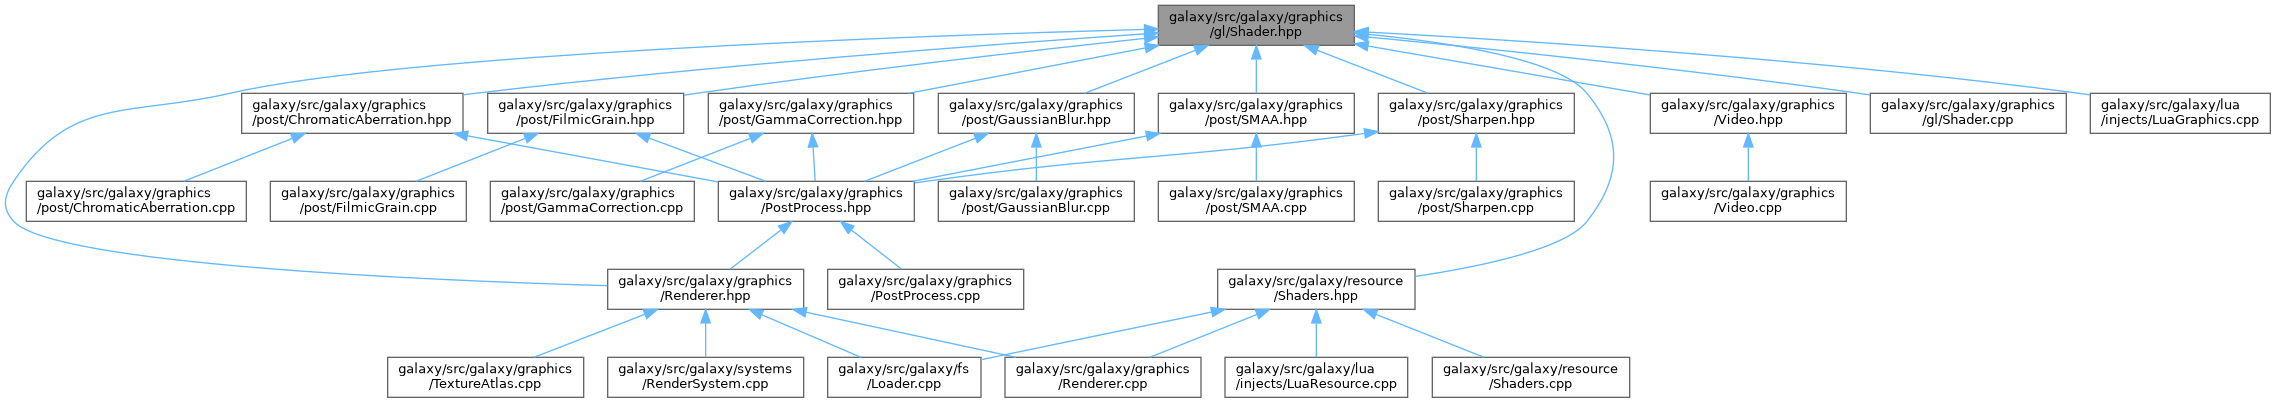 galaxy/src/galaxy/graphics
/gl/Shader.hpp
galaxy/src/galaxy/graphics
/post/ChromaticAberration.hpp
galaxy/src/galaxy/graphics
/post/FilmicGrain.hpp
galaxy/src/galaxy/graphics
/post/GammaCorrection.hpp
galaxy/src/galaxy/graphics
/post/GaussianBlur.hpp
galaxy/src/galaxy/graphics
/post/SMAA.hpp
galaxy/src/galaxy/graphics
/post/Sharpen.hpp
galaxy/src/galaxy/graphics
/Video.hpp
galaxy/src/galaxy/graphics
/gl/Shader.cpp
galaxy/src/galaxy/lua
/injects/LuaGraphics.cpp
galaxy/src/galaxy/graphics
/post/ChromaticAberration.cpp
galaxy/src/galaxy/graphics
/post/FilmicGrain.cpp
galaxy/src/galaxy/graphics
/post/GammaCorrection.cpp
galaxy/src/galaxy/graphics
/PostProcess.hpp
galaxy/src/galaxy/graphics
/post/GaussianBlur.cpp
galaxy/src/galaxy/graphics
/post/SMAA.cpp
galaxy/src/galaxy/graphics
/post/Sharpen.cpp
galaxy/src/galaxy/graphics
/Video.cpp
galaxy/src/galaxy/graphics
/Renderer.hpp
galaxy/src/galaxy/graphics
/PostProcess.cpp
galaxy/src/galaxy/resource
/Shaders.hpp
galaxy/src/galaxy/graphics
/TextureAtlas.cpp
galaxy/src/galaxy/systems
/RenderSystem.cpp
galaxy/src/galaxy/fs
/Loader.cpp
galaxy/src/galaxy/graphics
/Renderer.cpp
galaxy/src/galaxy/lua
/injects/LuaResource.cpp
galaxy/src/galaxy/resource
/Shaders.cpp